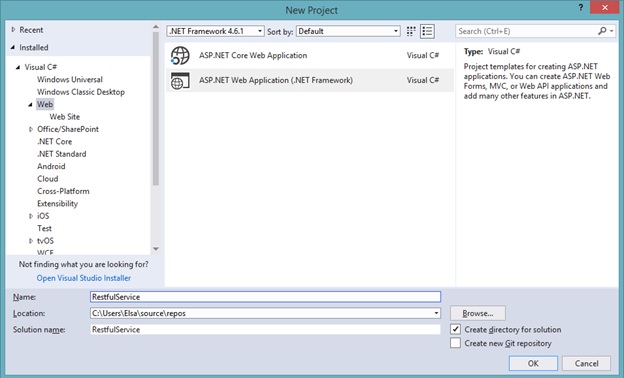 New Project
?
Recent
Installed
Visual C#
Windows Universal
Windows Classic Desktop
Web
Web Site
Office/SharePoint
.NET Core
.NET Standard
Android
Cloud
Cross-Platform
Extensibility
iOS
Test
tvOS
WCF
Not finding what you are looking for?
Open Visual Studio Installer
.NET Framework 4.6.1 Sort by: Default
ASP.NET Core Web Application Visual C#
ASP.NET Web Application (.NET Framework) Visual C#
Search (Ctrl+E)
Type: Visual C#
Project templates for creating ASP.NET
applications. You can create ASP.NET Web
Forms, MVC, or Web API applications and
add many other features in ASP.NET.
Name: RestfulService
Location: C:\Users\Elsa\source\repos Browse...
Solution name: RestfulService
Create directory for solution
Create new Git repository
OK Cancel